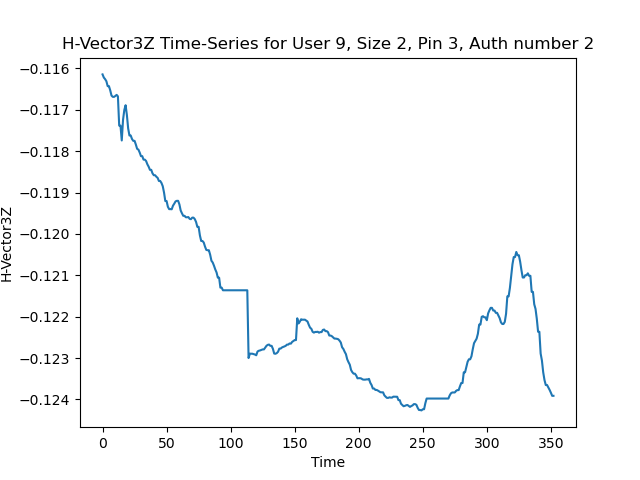 H-Vector3Z Time-Series for User 9, Size 2, Pin 3, Auth number 2
−0.116
−0.117
−0.118
−0.119
−0.120
−0.121
−0.122
−0.123
−0.124
H-Vector3Z
0 50 100 150 200 250 300 350
Time